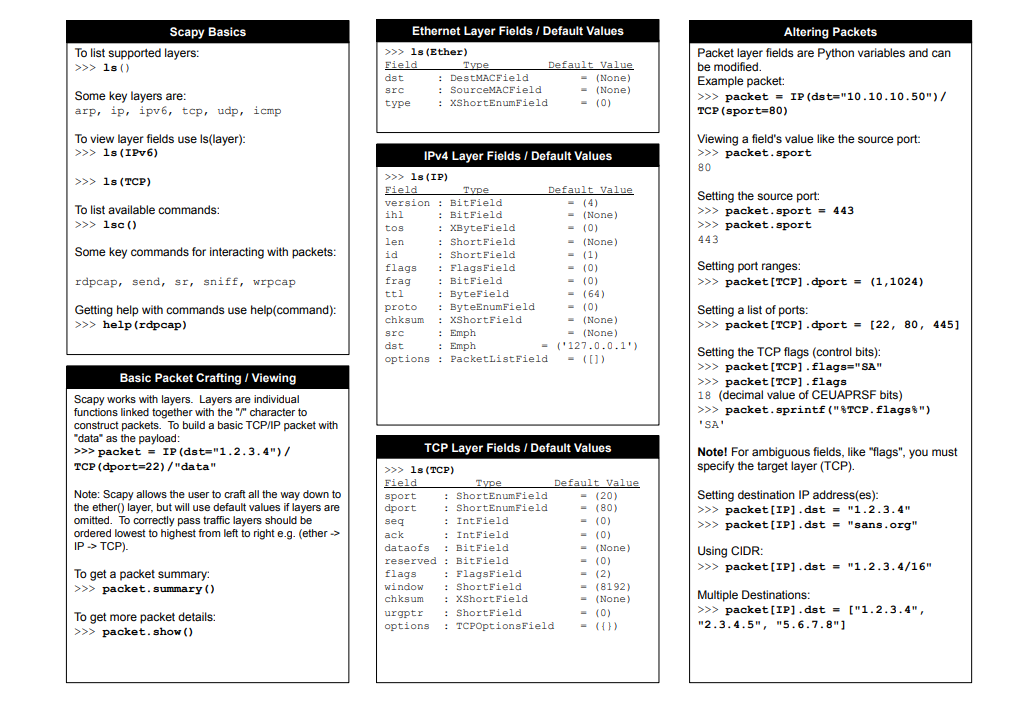 Scapy Basics
To list supported layers:
>>> ls()
Some key layers are:
arp, ip, ipv6, tcp, udp, icmp
To view layer fields use ls(layer):
>>> ls(IPv6)
>>> ls(TCP)
To list available commands:
>>> lsc()
Some key commands for interacting with packets:
rdpcap, send, sr, sniff, wrpcap
Getting help with commands use help(command):
>>> help(rdpcap)
Basic Packet Crafting / Viewing
Scapy works with layers. Layers are individual
functions linked together with the "/" character to
construct packets. To build a basic TCP/IP packet with
"data" as the payload:
>>> packet = IP(dst="1.2.3.4")/
TCP(dport=22)/"data"
Note: Scapy allows the user to craft all the way down to
the ether() layer, but will use default values if layers are
omitted. To correctly pass traffic layers should be
ordered lowest to highest from left to right e.g. (ether ->
IP -> TCP).
To get a packet summary:
>>> packet.summary()
To get more packet details:
>>> packet.show()
Ethernet Layer Fields / Default Values
>>> ls(Ether)
Field Type Default Value
dst : DestMACField = (None)
src : SourceMACField = (None)
type : XShortEnumField = (0)
IPv4 Layer Fields / Default Values
>>> ls(IP)
Field Type Default Value
version : BitField = (4)
ihl : BitField = (None)
tos : XByteField = (0)
len : ShortField = (None)
id : ShortField = (1)
flags : FlagsField = (0)
frag : BitField = (0)
ttl : ByteField = (64)
proto : ByteEnumField = (0)
chksum : XShortField = (None)
src : Emph = (None)
dst : Emph = ('127.0.0.1')
options : PacketListField = ([])
TCP Layer Fields / Default Values
>>> ls(TCP)
Field Type Default Value
sport : ShortEnumField = (20)
dport : ShortEnumField = (80)
seq : IntField = (0)
ack : IntField = (0)
dataofs : BitField = (None)
reserved : BitField = (0)
flags : FlagsField = (2)
window : ShortField = (8192)
chksum : XShortField = (None)
urgptr : ShortField = (0)
options : TCPOptionsField = ({})
Altering Packets
Packet layer fields are Python variables and can
be modified.
Example packet:
>>> packet = IP(dst="10.10.10.50")/
TCP(sport=80)
Viewing a field's value like the source port:
>>> packet.sport
80
Setting the source port:
>>> packet.sport = 443
>>> packet.sport
443
Setting port ranges:
>>> packet[TCP].dport = (1,1024)
Setting a list of ports:
>>> packet[TCP].dport = [22, 80, 445]
Setting the TCP flags (control bits):
>>> packet[TCP].flags="SA"
>>> packet[TCP].flags
18 (decimal value of CEUAPRSF bits)
>>> packet.sprintf("%TCP.flags%")
'SA'
Note! For ambiguous fields, like "flags", you must
specify the target layer (TCP).
Setting destination IP address(es):
>>> packet[IP].dst = "1.2.3.4"
>>> packet[IP].dst = "sans.org"
Using CIDR:
>>> packet[IP].dst = "1.2.3.4/16"
Multiple Destinations:
>>> packet[IP].dst = ["1.2.3.4",
"2.3.4.5", "5.6.7.8"]